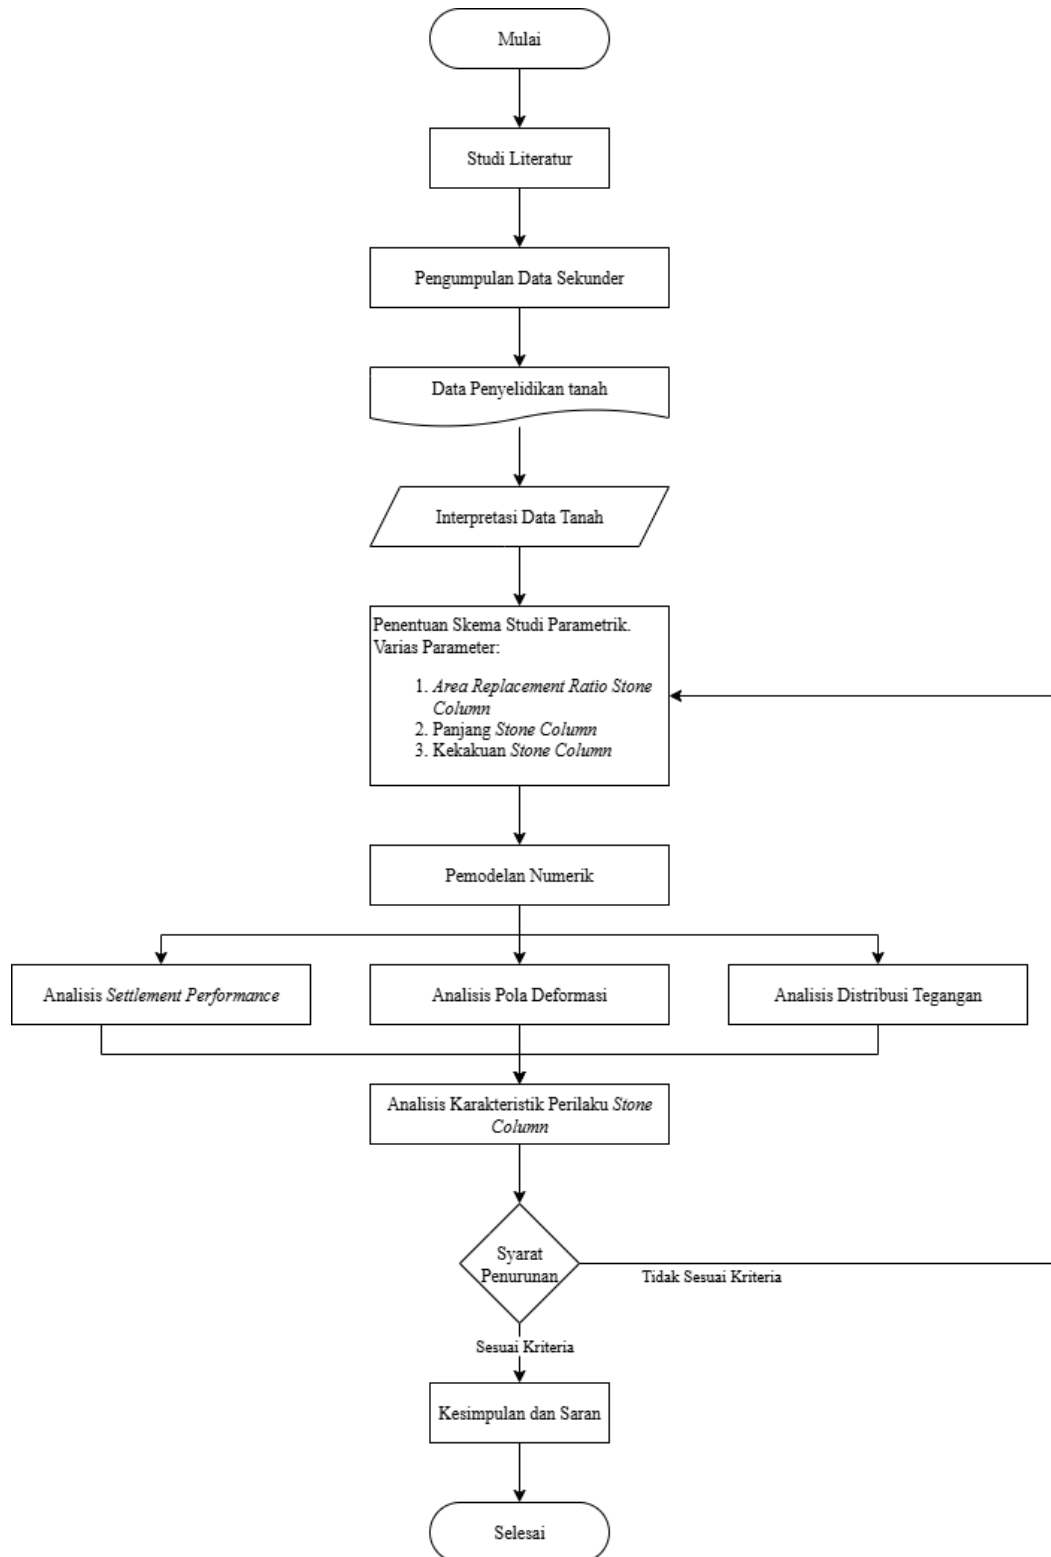 Mulai
Studi Literatur
Pengumpulan Data Sekunder
Data Penyelidikan tanah
Interpretasi Data Tanah
Penentuan Skema Studi Parametrik.
Varias Parameter:
1. Area Replacement Ratio Stone
Column
2. Panjang Stone Column
3. Kekakuan Stone Column
Pemodelan Numerik
Analisis Settlement Performance
Analisis Pola Deformasi
Analisis Distribusi Tegangan
Analisis Karakteristik Perilaku Stone
Column
Syarat
Penurunan
Tidak Sesuai Kriteria
Sesuai Kriteria
Kesimpulan dan Saran
Selesai